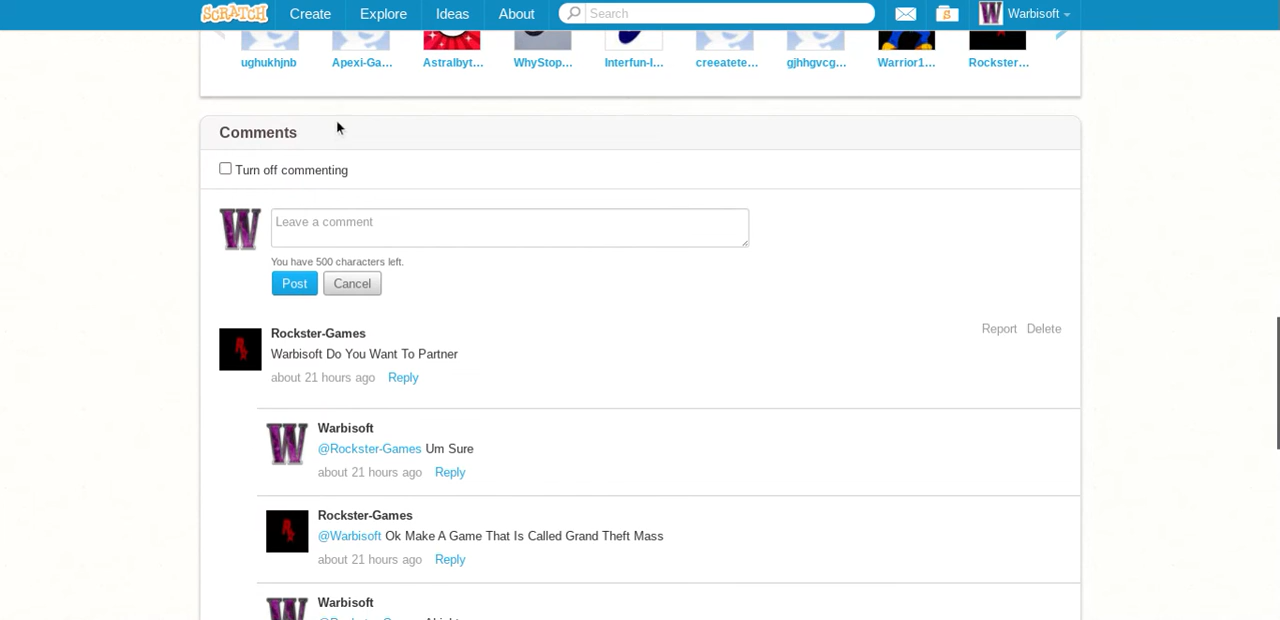 SCRATCH Create Explore Ideas About Search Warbisoft
ughukhjnb Apexi-Ga... Astralbyt... WhyStop... Interfun-I... creeatete... gjhhgvcg... Warrior1... Rockster...
Comments
Turn off commenting
W Leave a comment
You have 500 characters left.
Post Cancel
Rockster-Games Report Delete
Warbisoft Do You Want To Partner
about 21 hours ago Reply
Warbisoft
W @Rockster-Games Um Sure
about 21 hours ago Reply
Rockster-Games
@Warbisoft Ok Make A Game That Is Called Grand Theft Mass
about 21 hours ago Reply
Warbisoft